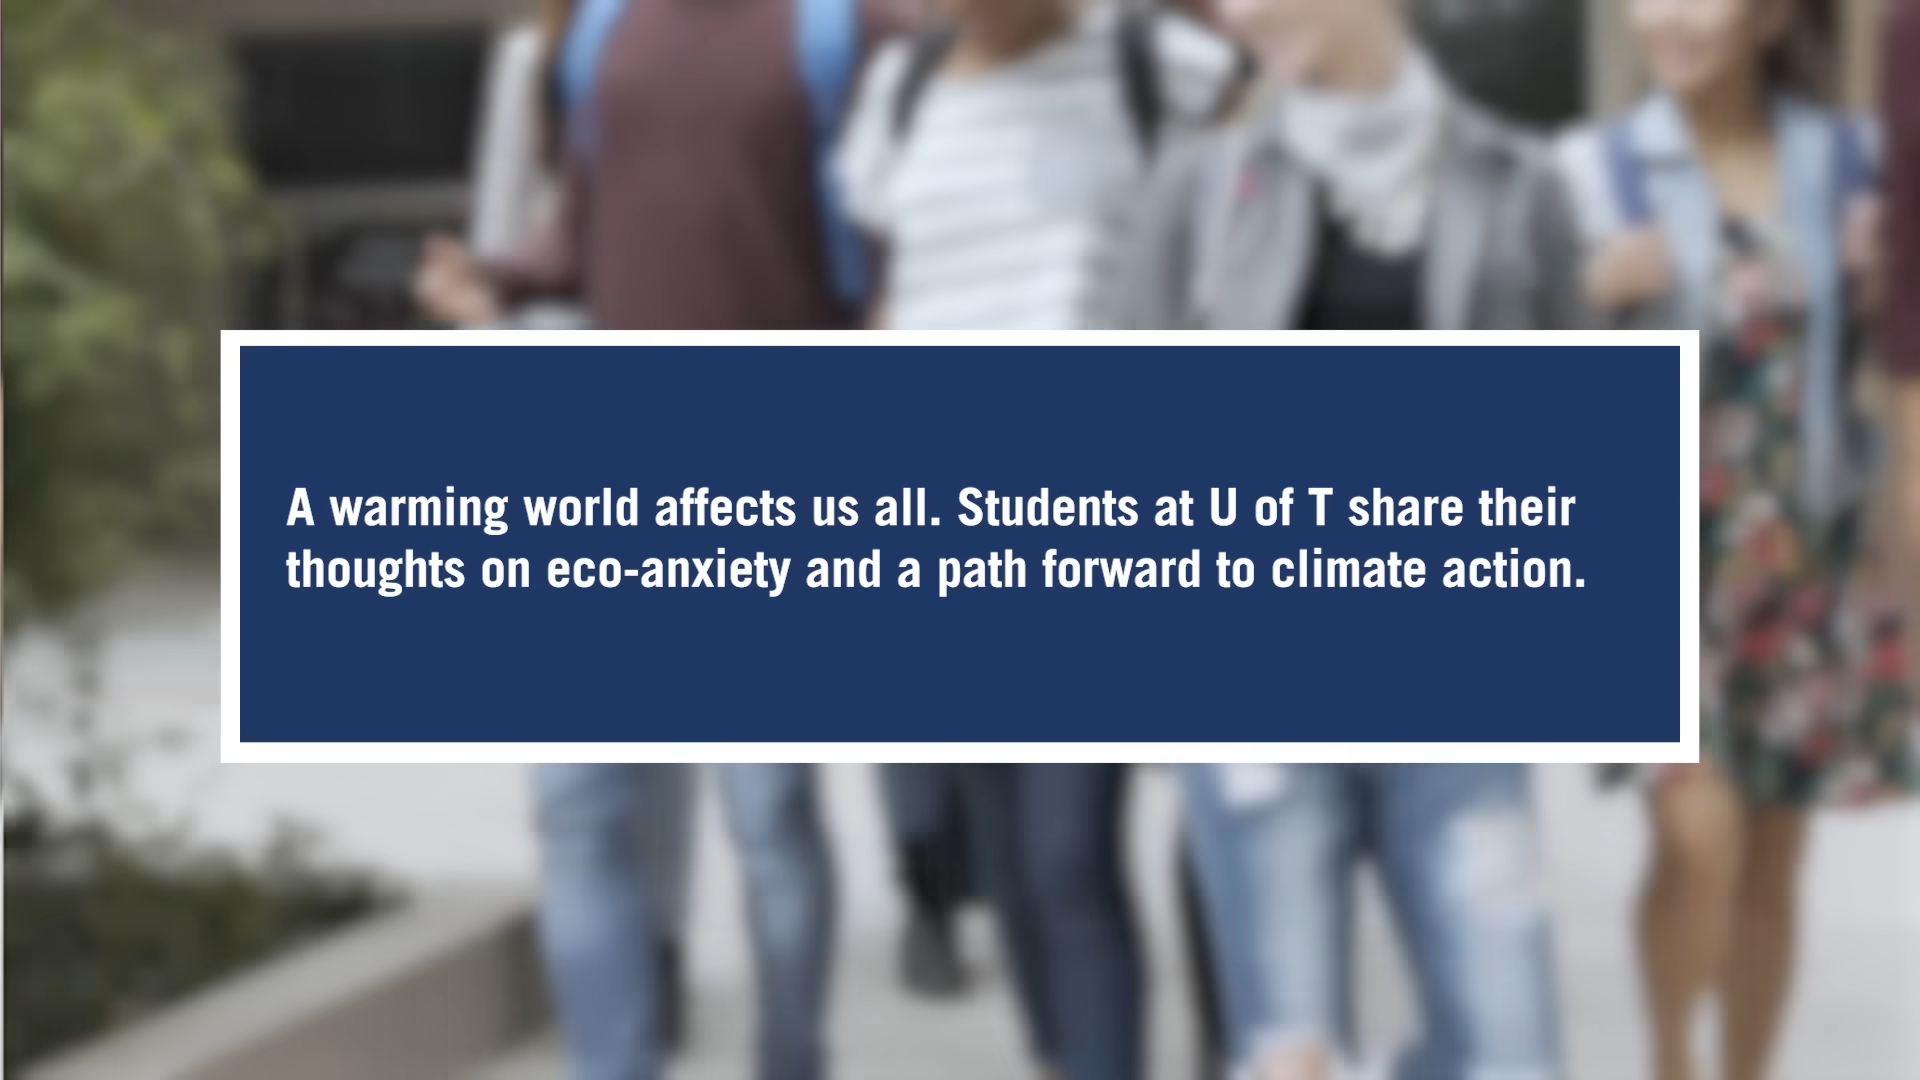 A warming world affects us all. Students at U of T share their
thoughts on eco-anxiety and a path forward to climate action.